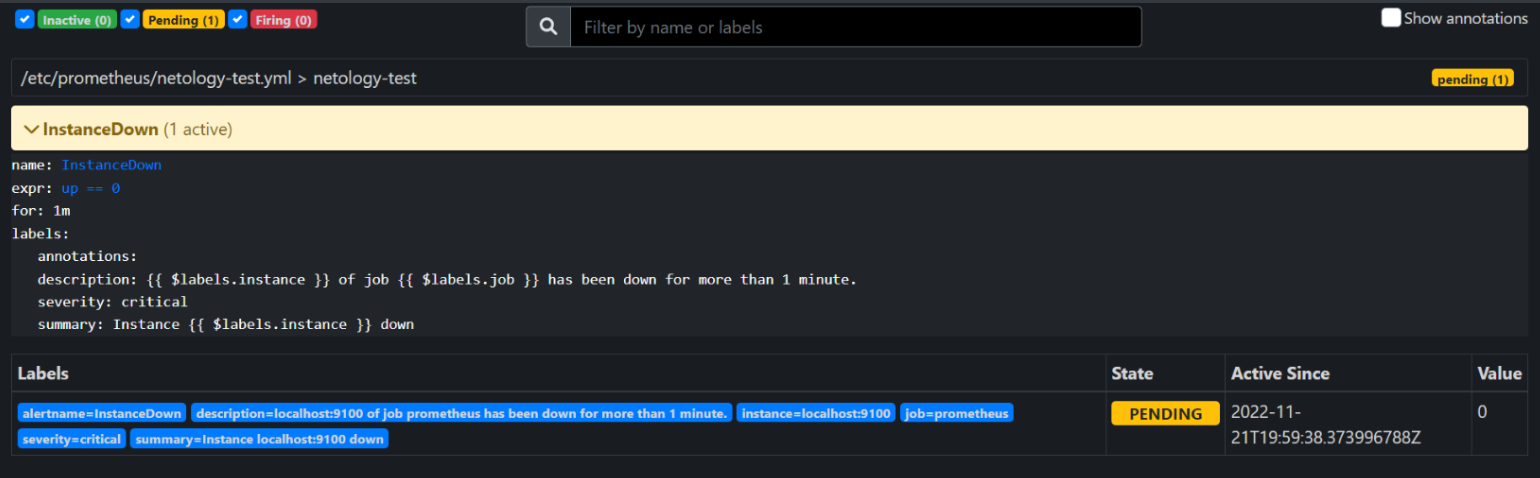 Inactive (0) Pending (1) Firing (0) Filter by name or labels Show annotations
/etc/prometheus/netology-test.yml > netology-test pending (1)
InstanceDown (1 active)
name: InstanceDown
expr: up == 0
for: 1m
labels:
annotations:
description: {{ $labels.instance }} of job {{ $labels.job }} has been down for more than 1 minute.
severity: critical
summary: Instance {{ $labels.instance }} down
Labels State Active Since Value
alertname=InstanceDown description=localhost:9100 of job prometheus has been down for more than 1 minute. instance=localhost:9100 job=prometheus PENDING 2022-11- 0
severity=critical summary=Instance localhost:9100 down 21T19:59:38.373996788Z